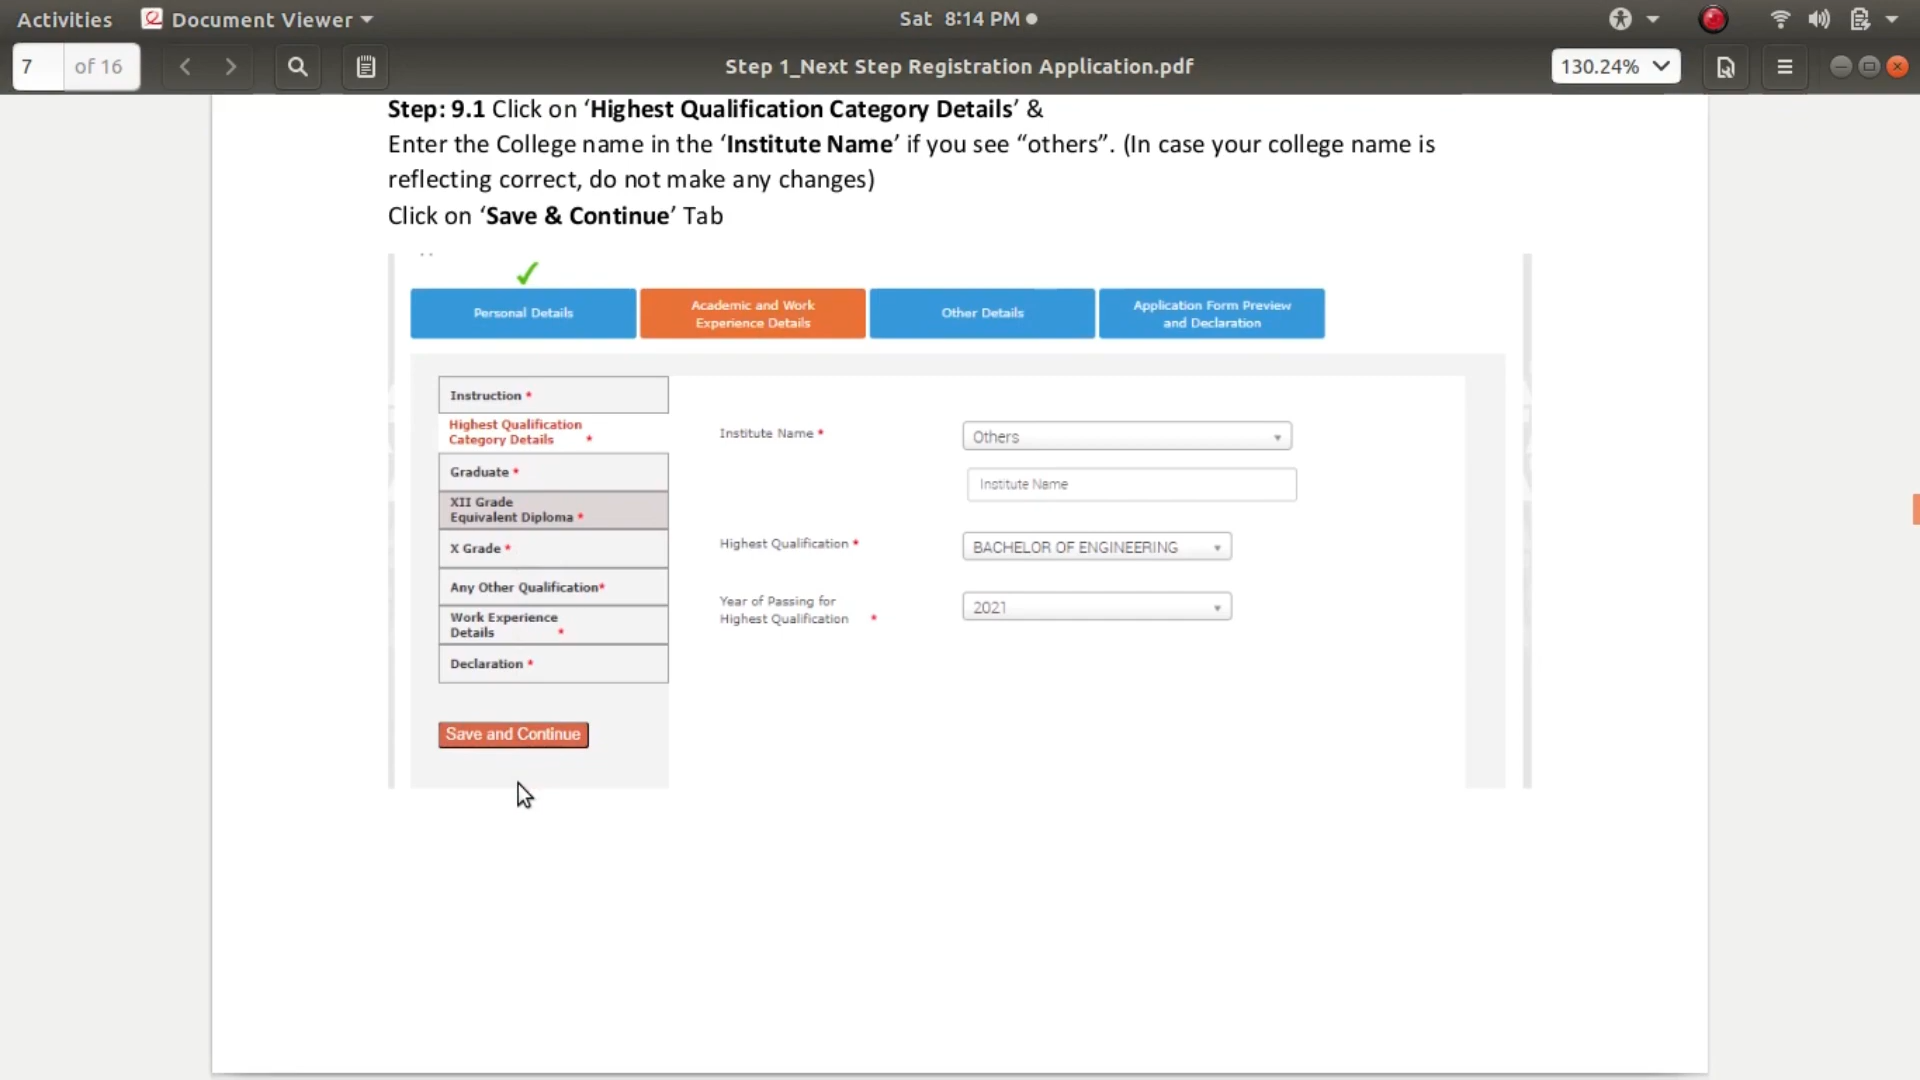 Activities
Document Viewer
Sat 8:14 PM
7 of 16
Step 1_Next Step Registration Application.pdf
130.24%
Step: 9.1 Click on ‘Highest Qualification Category Details’ &
Enter the College name in the ‘Institute Name’ if you see “others”. (In case your college name is
reflecting correct, do not make any changes)
Click on ‘Save & Continue’ Tab
Personal Details
Academic and Work
Experience Details
Other Details
Application Form Preview
and Declaration
Instruction *
Highest Qualification
Category Details *
Graduate *
XII Grade
Equivalent Diploma *
X Grade *
Any Other Qualification*
Work Experience
Details *
Declaration *
Save and Continue
Institute Name *
Others
Institute Name
Highest Qualification *
BACHELOR OF ENGINEERING
Year of Passing for
Highest Qualification *
2021